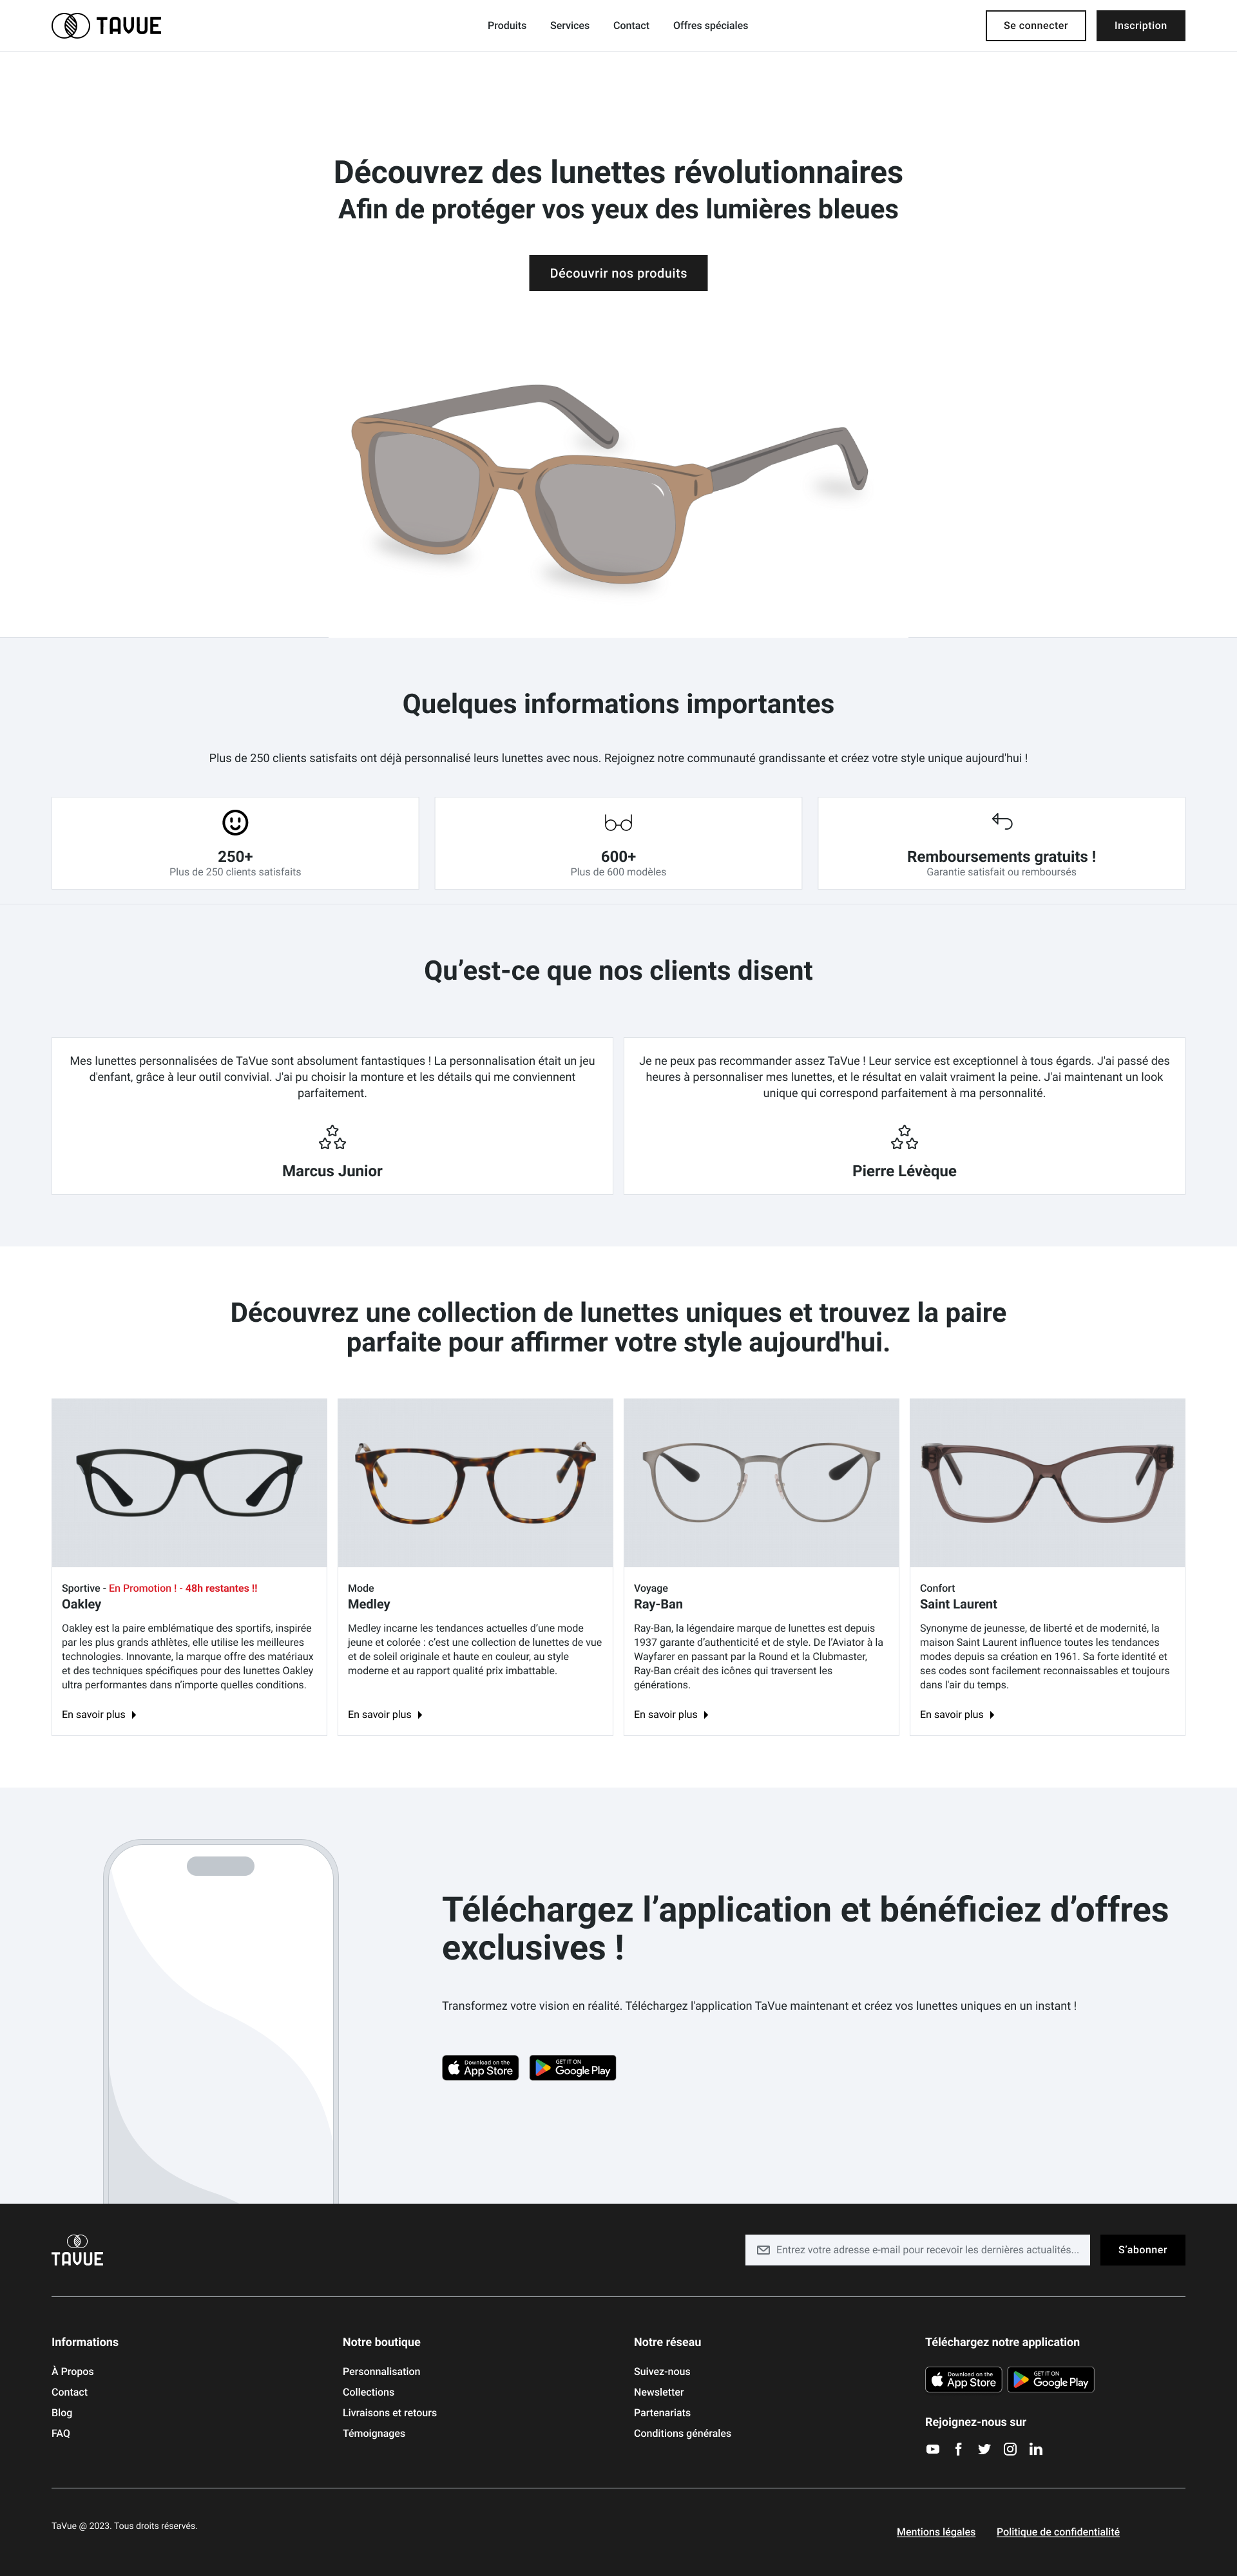 TAVUE
Produits
Services
Contact
Offres spéciales
Se connecter
Inscription
Découvrez des lunettes révolutionnaires
Afin de protéger vos yeux des lumières bleues
Découvrir nos produits
Quelques informations importantes
Plus de 250 clients satisfaits ont déjà personnalisé leurs lunettes avec nous. Rejoignez notre communauté grandissante et créez votre style unique aujourd'hui !
250+
Plus de 250 clients satisfaits
600+
Plus de 600 modèles
Remboursements gratuits !
Garantie satisfait ou remboursés
Qu’est-ce que nos clients disent
Mes lunettes personnalisées de TaVue sont absolument fantastiques ! La personnalisation était un jeu
d'enfant, grâce à leur outil convivial. J'ai pu choisir la monture et les détails qui me conviennent
parfaitement.
Marcus Junior
Je ne peux pas recommander assez TaVue ! Leur service est exceptionnel à tous égards. J'ai passé des
heures à personnaliser mes lunettes, et le résultat en valait vraiment la peine. J'ai maintenant un look
unique qui correspond parfaitement à ma personnalité.
Pierre Lévèque
Découvrez une collection de lunettes uniques et trouvez la paire
parfaite pour affirmer votre style aujourd'hui.
Sportive - En Promotion ! - 48h restantes !!
Oakley
Oakley est la paire emblématique des sportifs, inspirée
par les plus grands athlètes, elle utilise les meilleures
technologies. Innovante, la marque offre des matériaux
et des techniques spécifiques pour des lunettes Oakley
ultra performantes dans n’importe quelles conditions.
En savoir plus
Mode
Medley
Medley incarne les tendances actuelles d’une mode
jeune et colorée : c’est une collection de lunettes de vue
et de soleil originale et haute en couleur, au style
moderne et au rapport qualité prix imbattable.
En savoir plus
Voyage
Ray-Ban
Ray-Ban, la légendaire marque de lunettes est depuis
1937 garante d’authenticité et de style. De l’Aviator à la
Wayfarer en passant par la Round et la Clubmaster,
Ray-Ban créait des icônes qui traversent les
générations.
En savoir plus
Confort
Saint Laurent
Synonyme de jeunesse, de liberté et de modernité, la
maison Saint Laurent influence toutes les tendances
modes depuis sa création en 1961. Sa forte identité et
ses codes sont facilement reconnaissables et toujours
dans l'air du temps.
En savoir plus
Téléchargez l’application et bénéficiez d’offres
exclusives !
Transformez votre vision en réalité. Téléchargez l'application TaVue maintenant et créez vos lunettes uniques en un instant !
Download on the
App Store
GET IT ON
Google Play
TAVUE
Entrez votre adresse e-mail pour recevoir les dernières actualités...
S’abonner
Informations
À Propos
Contact
Blog
FAQ
Notre boutique
Personnalisation
Collections
Livraisons et retours
Témoignages
Notre réseau
Suivez-nous
Newsletter
Partenariats
Conditions générales
Téléchargez notre application
Download on the
App Store
GET IT ON
Google Play
Rejoignez-nous sur
TaVue @ 2023. Tous droits réservés.
Mentions légales
Politique de confidentialité